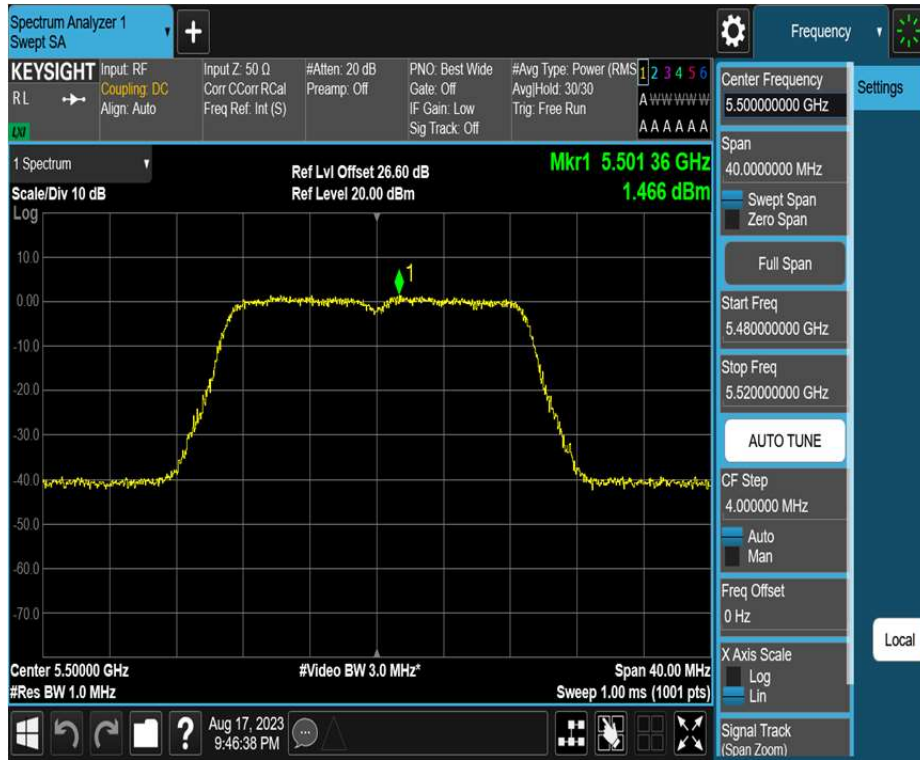 Spectrum Analyzer 1
Swept SA
+
Frequency
KEYSIGHT
RL
LXI
Input: RF
Coupling: DC
Align: Auto
Input Z: 50 Ω
Corr CCorr RCal
Freq Ref: Int (S)
#Atten: 20 dB
Preamp: Off
PNO: Best Wide
Gate: Off
IF Gain: Low
Sig Track: Off
#Avg Type: Power (RMS
Avg|Hold: 30/30
Trig: Free Run
1 2 3 4 5 6
A W W W W W
A A A A A A
1 Spectrum
Scale/Div 10 dB
Log
Ref Lvl Offset 26.60 dB
Ref Level 20.00 dBm
Mkr1 5.501 36 GHz
1.466 dBm
1
10.0
0.00
-10.0
-20.0
-30.0
-40.0
-50.0
-60.0
-70.0
Center 5.50000 GHz
#Res BW 1.0 MHz
#Video BW 3.0 MHz*
Span 40.00 MHz
Sweep 1.00 ms (1001 pts)
?
Aug 17, 2023
9:46:38 PM
Center Frequency
5.500000000 GHz
Span
40.0000000 MHz
Swept Span
Zero Span
Full Span
Start Freq
5.480000000 GHz
Stop Freq
5.520000000 GHz
AUTO TUNE
CF Step
4.000000 MHz
Auto
Man
Freq Offset
0 Hz
X Axis Scale
Log
Lin
Signal Track
(Span Zoom)
Settings
Local